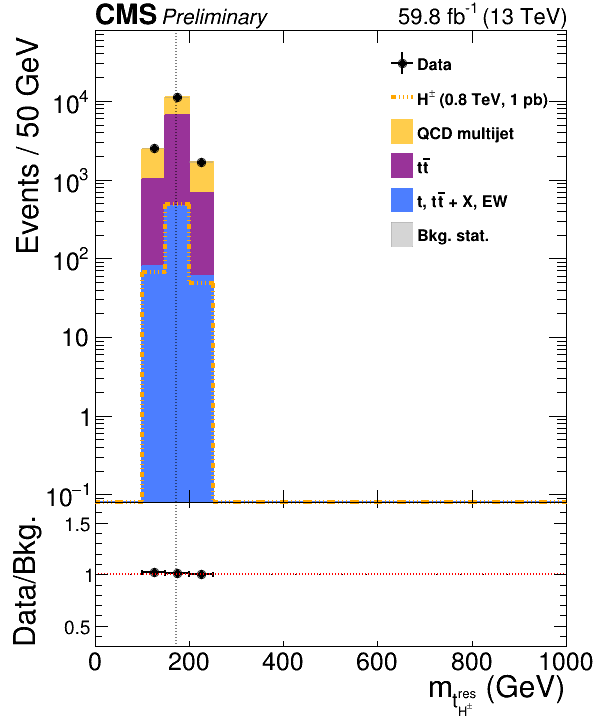 CMS Preliminary 59.8 fb⁻¹ (13 TeV)
Events / 50 GeV
10⁴
10³
10²
10
1
10⁻¹
Data
H± (0.8 TeV, 1 pb)
QCD multijet
tt̄
t, tt̄ + X, EW
Bkg. stat.
Data/Bkg.
1.5
1
0.5
0 200 400 600 800 1000
m_{t^{res}_{H±}} (GeV)